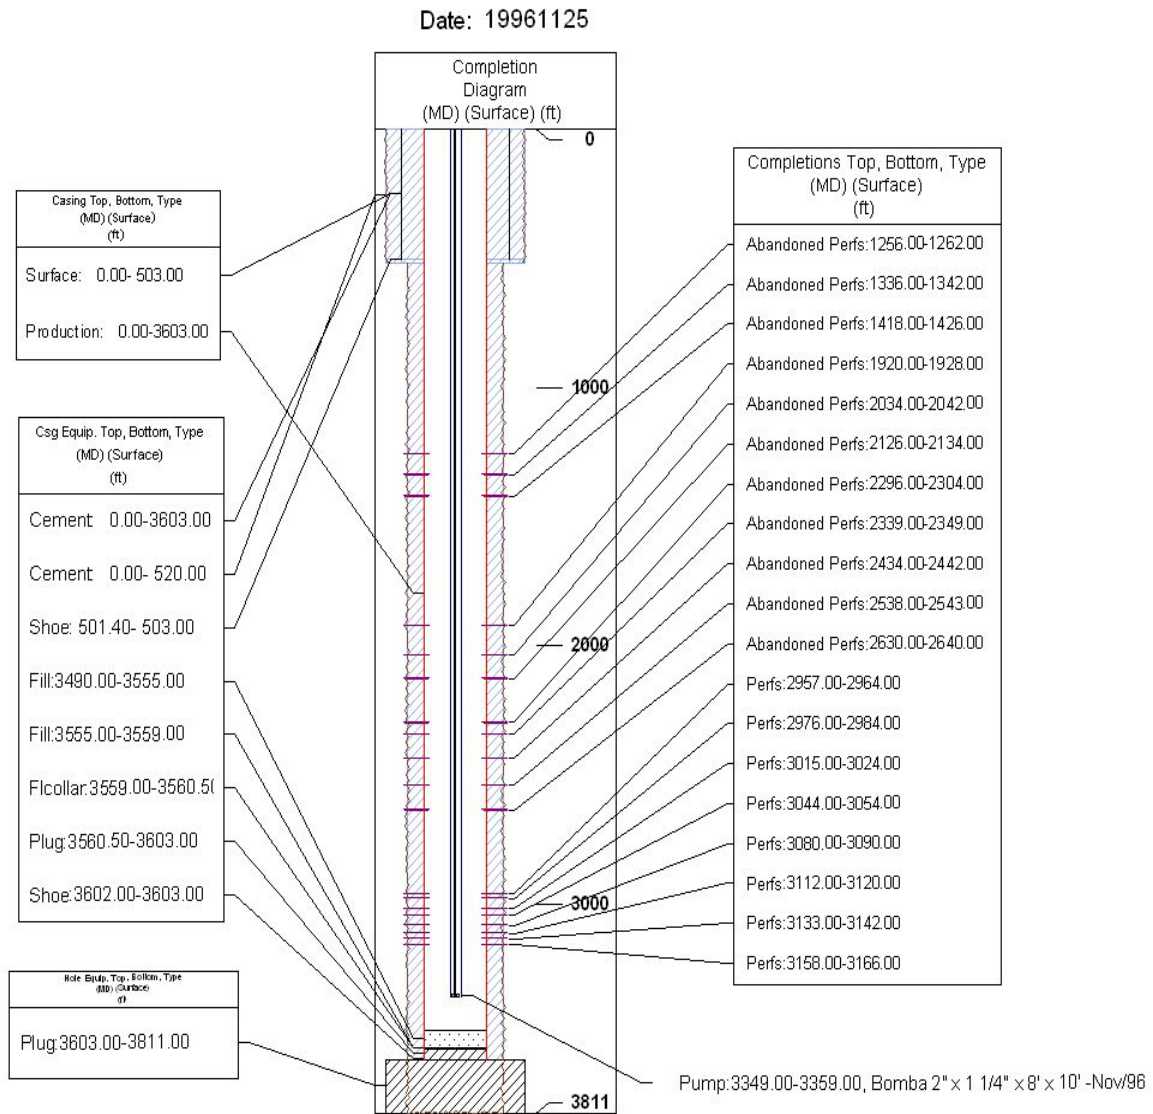 Date: 19961125
Completion
Diagram
(MD) (Surface) (ft)
0
1000
2000
3000
3811
Casing Top, Bottom, Type
(MD) (Surface)
(ft)
Surface: 0.00- 503.00
Production: 0.00-3603.00
Csg Equip. Top, Bottom, Type
(MD) (Surface)
(ft)
Cement: 0.00-3603.00
Cement: 0.00- 520.00
Shoe: 501.40- 503.00
Fill:3490.00-3555.00
Fill:3555.00-3559.00
Flcollar:3559.00-3560.50
Plug:3560.50-3603.00
Shoe:3602.00-3603.00
Hole Equip. Top, Bottom, Type
(MD) (Surface)
(ft)
Plug:3603.00-3811.00
Completions Top, Bottom, Type
(MD) (Surface)
(ft)
Abandoned Perfs:1256.00-1262.00
Abandoned Perfs:1336.00-1342.00
Abandoned Perfs:1418.00-1426.00
Abandoned Perfs:1920.00-1928.00
Abandoned Perfs:2034.00-2042.00
Abandoned Perfs:2126.00-2134.00
Abandoned Perfs:2296.00-2304.00
Abandoned Perfs:2339.00-2349.00
Abandoned Perfs:2434.00-2442.00
Abandoned Perfs:2538.00-2543.00
Abandoned Perfs:2630.00-2640.00
Perfs:2957.00-2964.00
Perfs:2976.00-2984.00
Perfs:3015.00-3024.00
Perfs:3044.00-3054.00
Perfs:3080.00-3090.00
Perfs:3112.00-3120.00
Perfs:3133.00-3142.00
Perfs:3158.00-3166.00
Pump:3349.00-3359.00, Bomba 2" x 1 1/4" x 8' x 10' -Nov/96